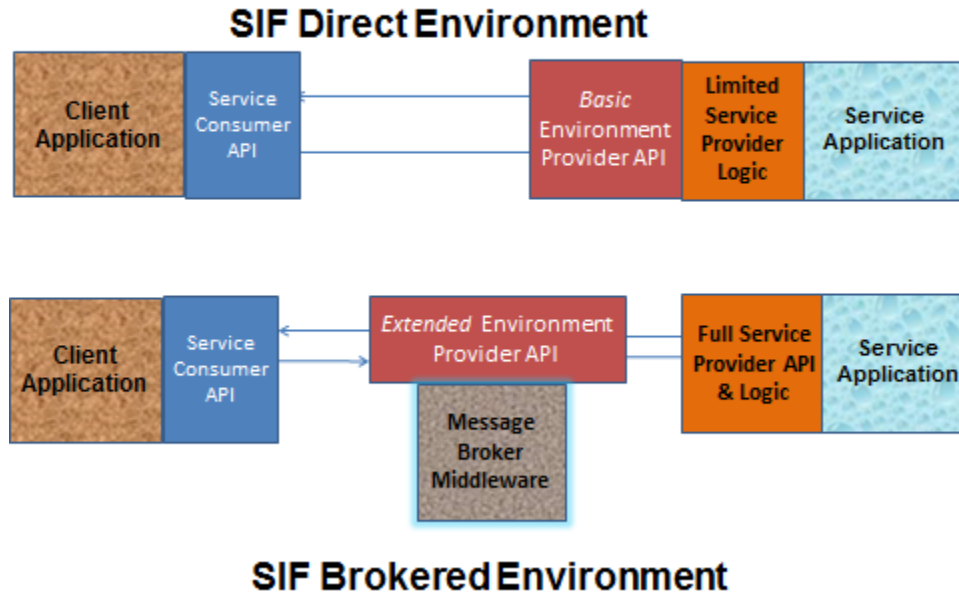 SIF Direct Environment
Client
Application
Service
Consumer
API
Basic
Environment
Provider API
Limited
Service
Provider
Logic
Service
Application
Client
Application
Service
Consumer
API
Extended Environment
Provider API
Full Service
Provider API
& Logic
Service
Application
Message
Broker
Middleware
SIF Brokered Environment